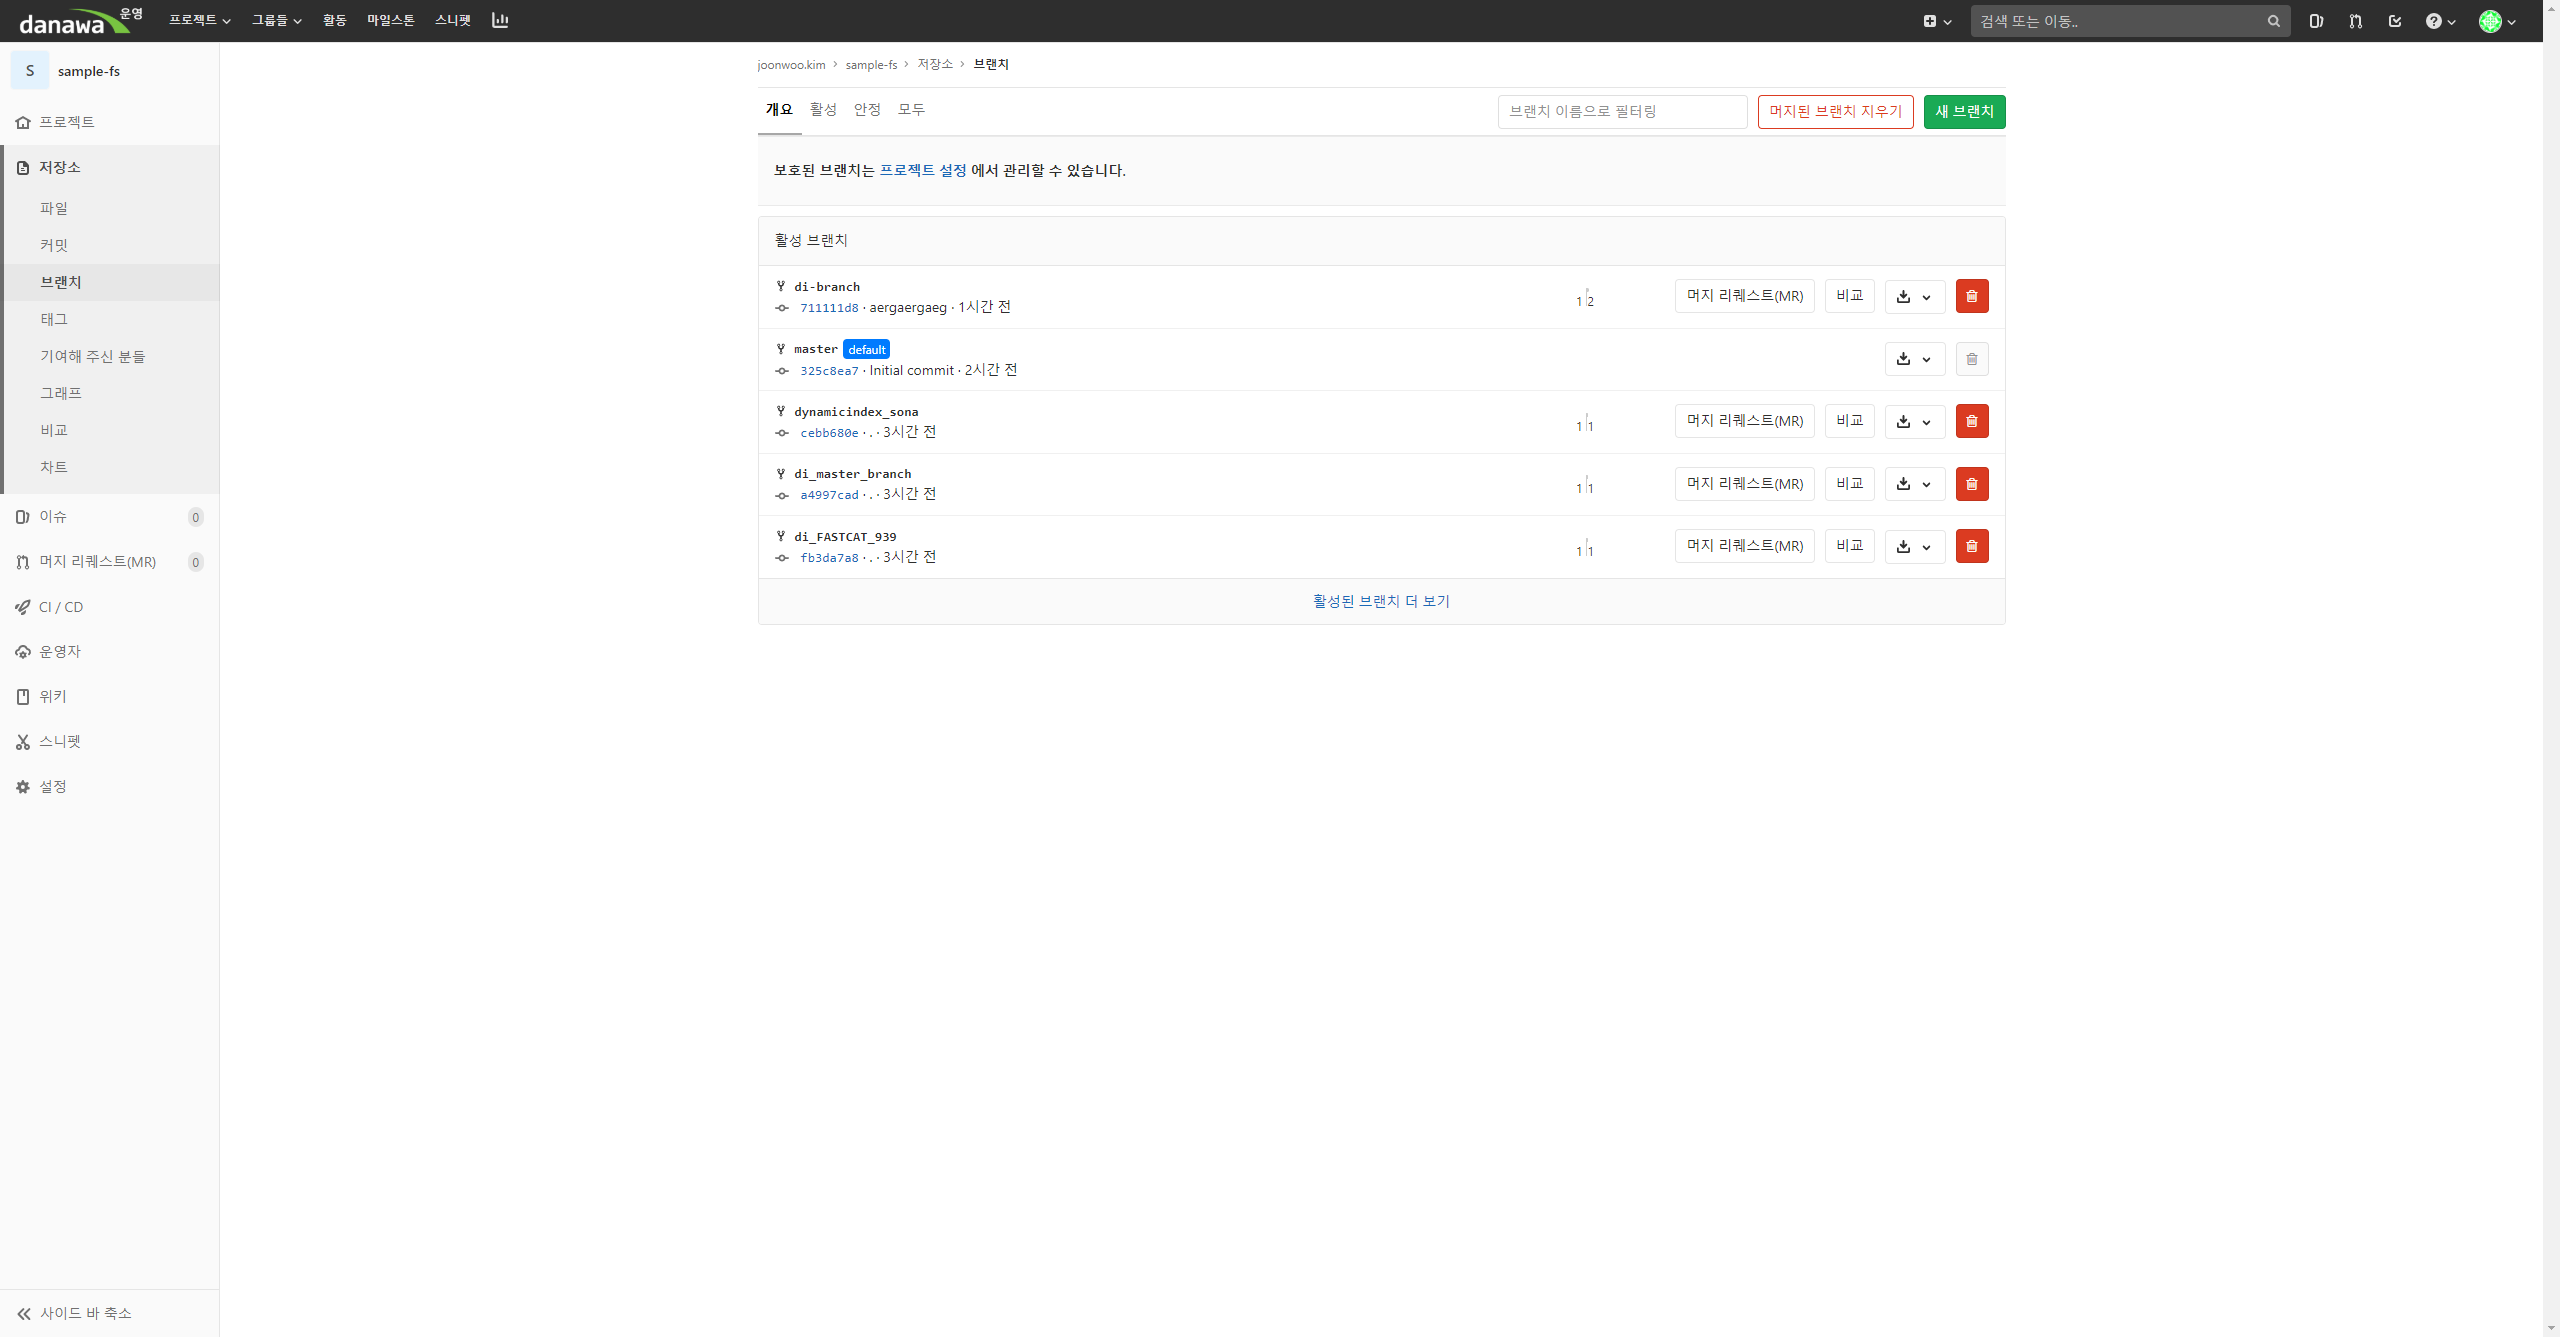 danawa 운영 프로젝트 그룹들 활동 마일스톤 스니펫 검색 또는 이동..
S sample-fs
프로젝트
저장소
파일
커밋
브랜치
태그
기여해 주신 분들
그래프
비교
차트
이슈 0
머지 리퀘스트(MR) 0
CI / CD
운영자
위키
스니펫
설정
사이드 바 축소
joonwoo.kim › sample-fs › 저장소 › 브랜치
개요 활성 안정 모두 브랜치 이름으로 필터링 머지된 브랜치 지우기 새 브랜치
보호된 브랜치는 프로젝트 설정 에서 관리할 수 있습니다.
활성 브랜치
di-branch
711111d8 · aergaergaeg · 1시간 전
1 2 머지 리퀘스트(MR) 비교
master default
325c8ea7 · Initial commit · 2시간 전
dynamicindex_sona
cebb680e · . · 3시간 전
1 1 머지 리퀘스트(MR) 비교
di_master_branch
a4997cad · . · 3시간 전
1 1 머지 리퀘스트(MR) 비교
di_FASTCAT_939
fb3da7a8 · . · 3시간 전
1 1 머지 리퀘스트(MR) 비교
활성된 브랜치 더 보기